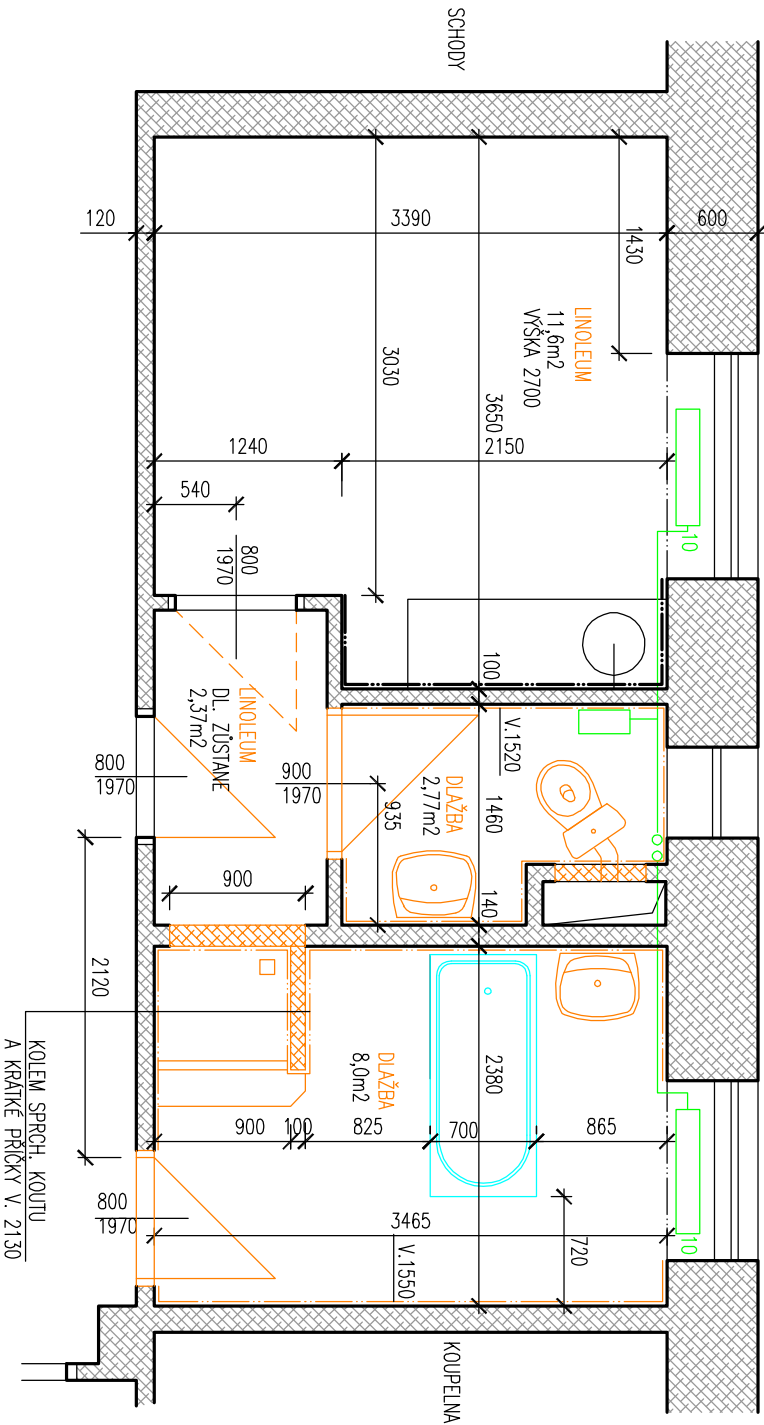 SCHODY
KOUPELNA
120
3390
600
1430
LINOLEUM
11,6m2
VÝŠKA 2700
3030
3650
1240
2150
540
800
1970
10
100
LINOLEUM
DL. ZŮSTANE
2,37m2
800
1970
900
1970
V.1520
DLAŽBA
2,77m2
935
1460
140
900
2120
DLAŽBA
8,0m2
2380
900
100
825
700
865
3465
720
V.1550
800
1970
10
KOLEM SPRCH. KOUTU
A KRÁTKÉ PŘÍČKY V. 2130